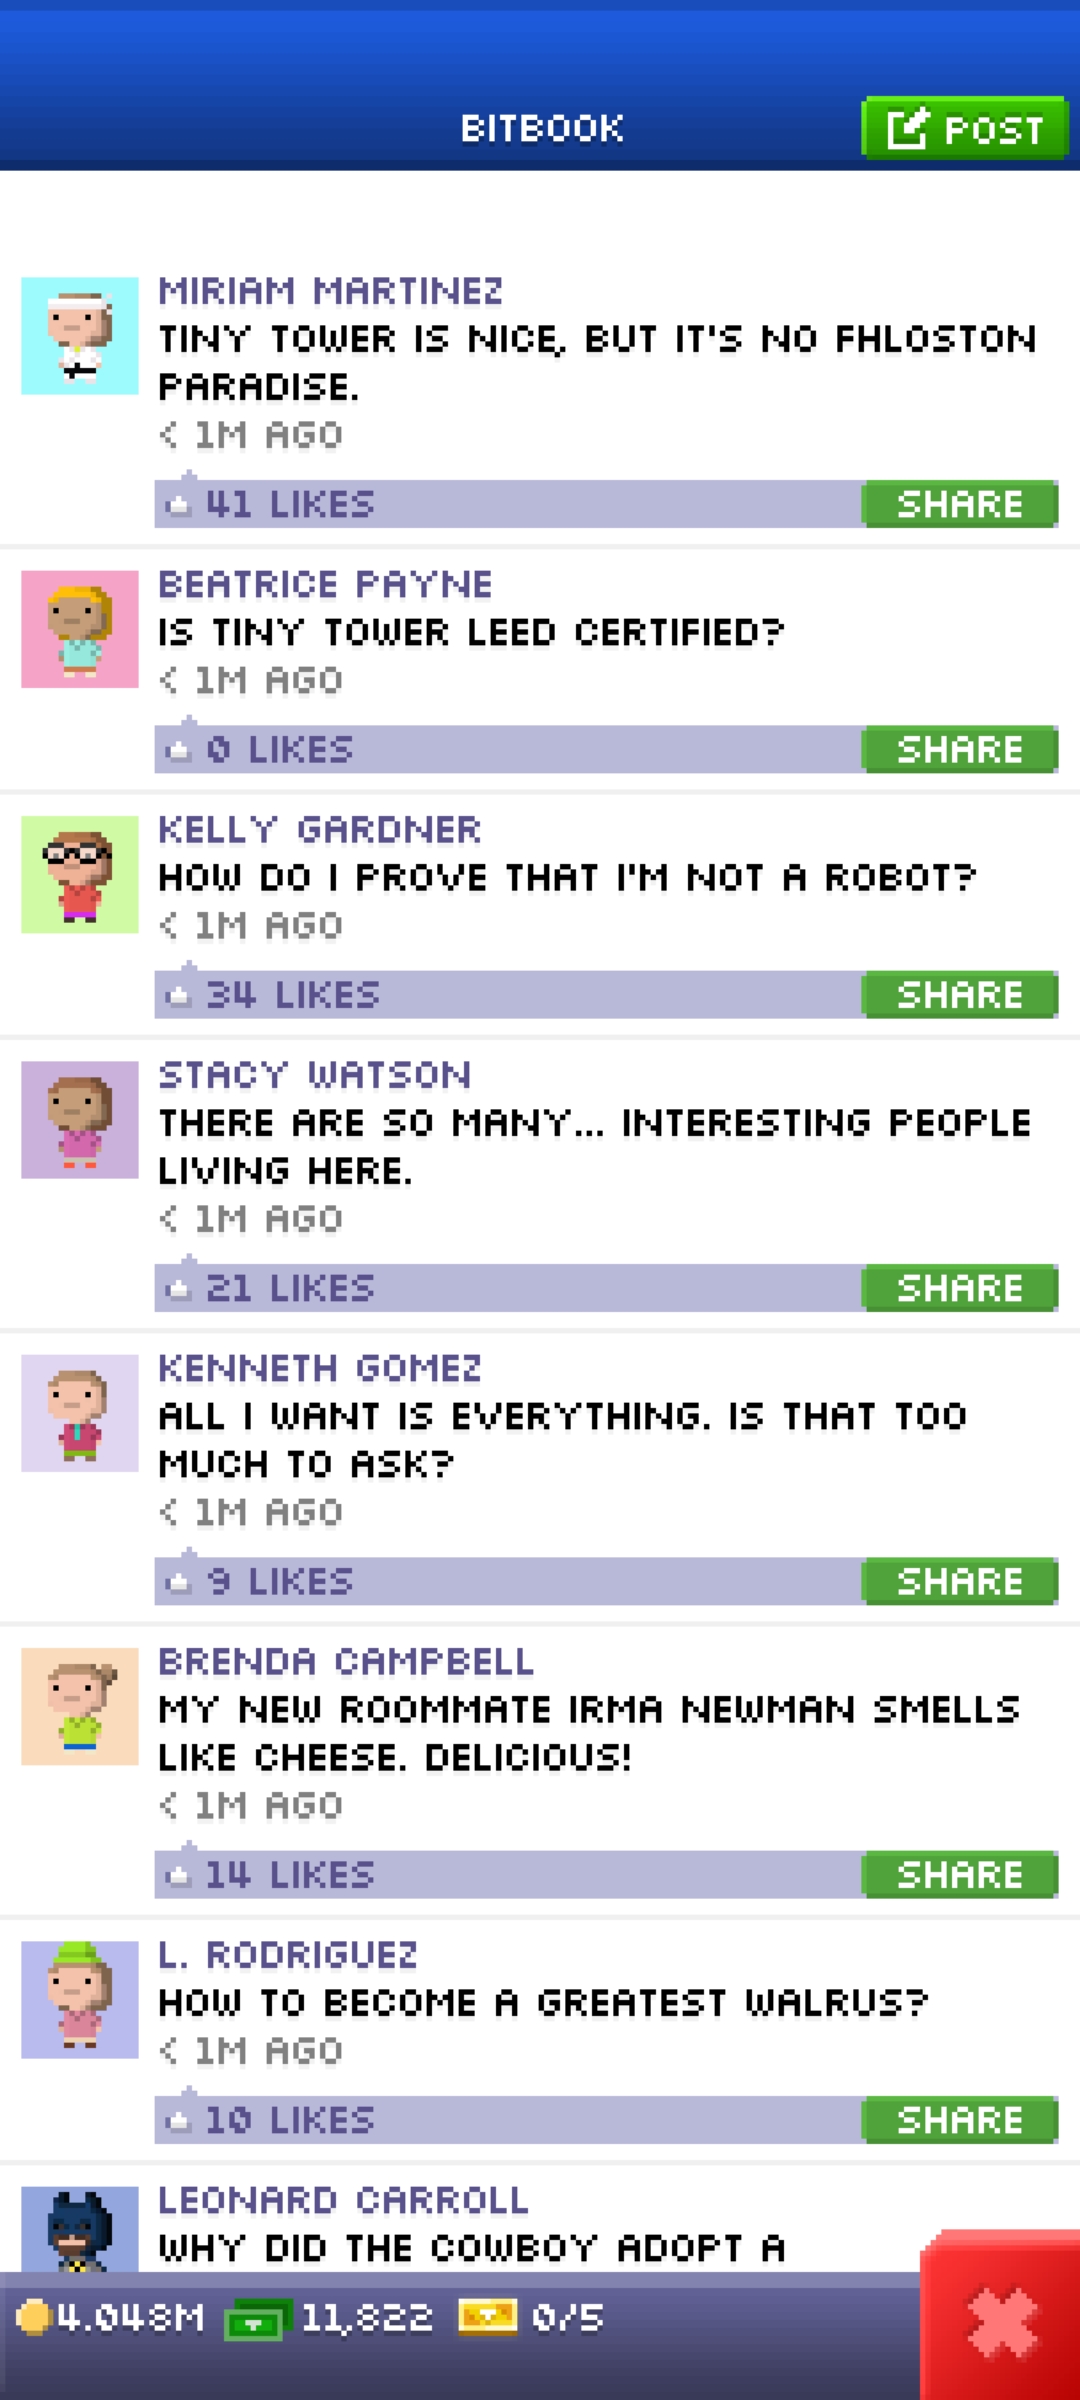 BITBOOK
POST
MIRIAM MARTINEZ
TINY TOWER IS NICE, BUT IT'S NO FHLOSTON
PARADISE.
< 1M AGO
41 LIKES
SHARE
BEATRICE PAYNE
IS TINY TOWER LEED CERTIFIED?
< 1M AGO
0 LIKES
SHARE
KELLY GARDNER
HOW DO I PROVE THAT I'M NOT A ROBOT?
< 1M AGO
34 LIKES
SHARE
STACY WATSON
THERE ARE SO MANY... INTERESTING PEOPLE
LIVING HERE.
< 1M AGO
21 LIKES
SHARE
KENNETH GOMEZ
ALL I WANT IS EVERYTHING. IS THAT TOO
MUCH TO ASK?
< 1M AGO
9 LIKES
SHARE
BRENDA CAMPBELL
MY NEW ROOMMATE IRMA NEWMAN SMELLS
LIKE CHEESE. DELICIOUS!
< 1M AGO
14 LIKES
SHARE
L. RODRIGUEZ
HOW TO BECOME A GREATEST WALRUS?
< 1M AGO
10 LIKES
SHARE
LEONARD CARROLL
WHY DID THE COWBOY ADOPT A
4.048M 11,822 0/5